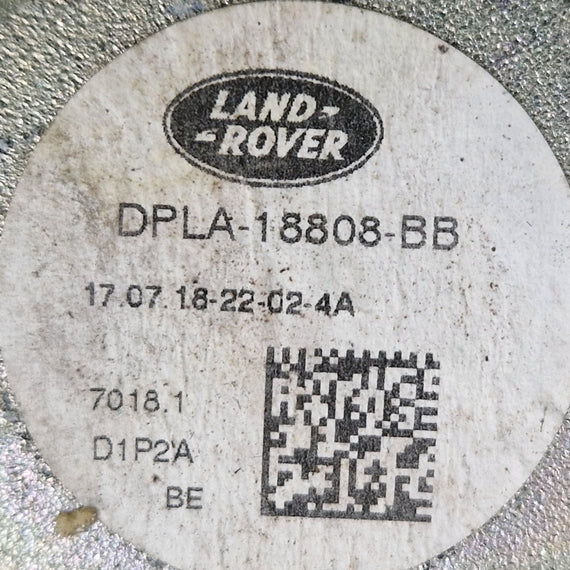 LAND-
-ROVER
DPLA-18808-BB
17.07.18-22-02-4A
7018.1
D1P2A
BE